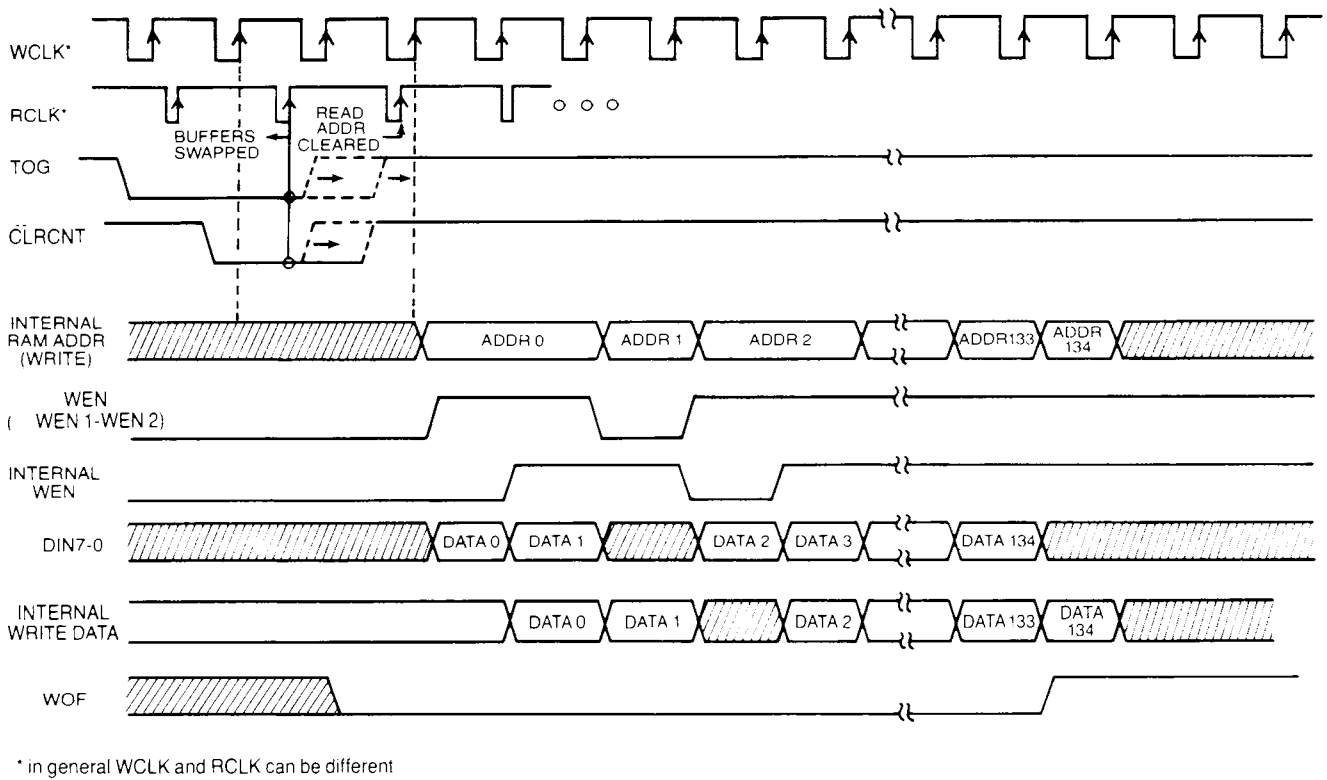 WCLK*
RCLK*
BUFFERS
SWAPPED
READ
ADDR
CLEARED
TOG
CLRCNT
INTERNAL
RAM ADDR
(WRITE)
ADDR 0
ADDR 1
ADDR 2
ADDR133
ADDR
134
WEN
( WEN 1-WEN 2)
INTERNAL
WEN
DIN7-0
DATA 0
DATA 1
DATA 2
DATA 3
DATA 134
INTERNAL
WRITE DATA
DATA 0
DATA 1
DATA 2
DATA 133
DATA
134
WOF
* in general WCLK and RCLK can be different